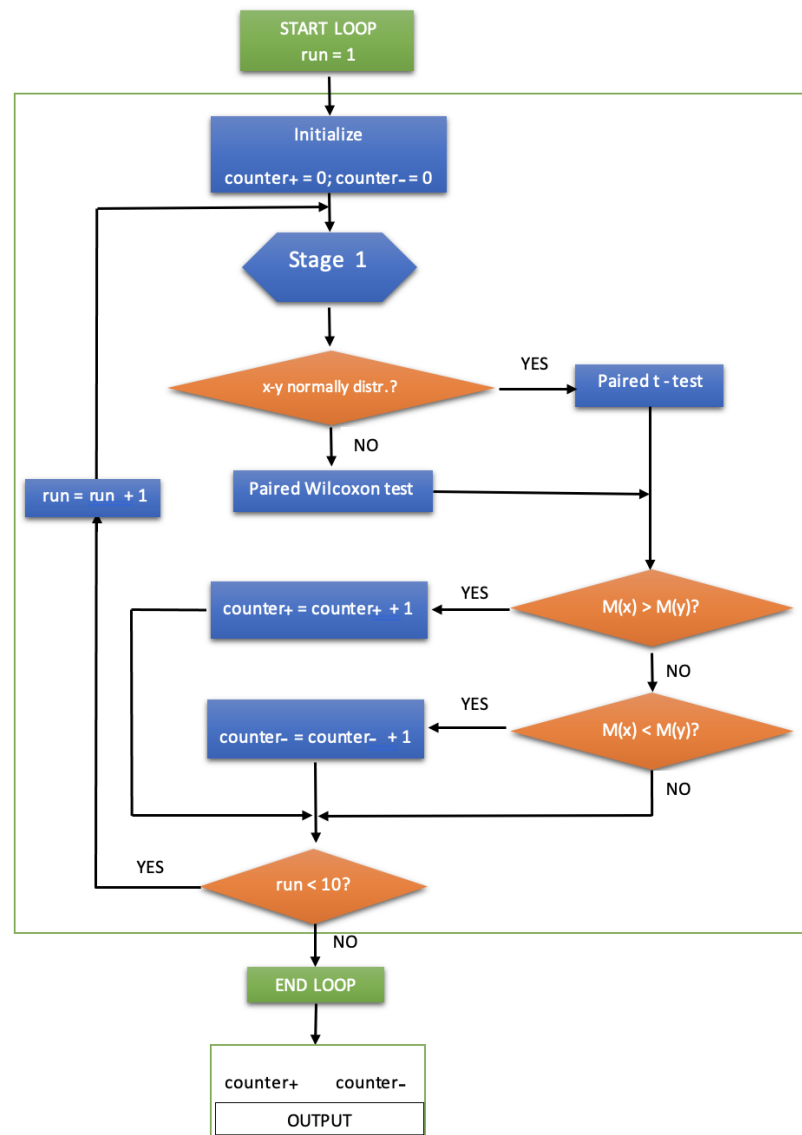 START LOOP
run = 1
Initialize
counter+ = 0; counter– = 0
Stage 1
x-y normally distr.?
YES
Paired t - test
NO
Paired Wilcoxon test
run = run + 1
M(x) > M(y)?
YES
counter+ = counter+ + 1
NO
M(x) < M(y)?
YES
counter– = counter– + 1
NO
run < 10?
YES
NO
END LOOP
counter+ counter–
OUTPUT